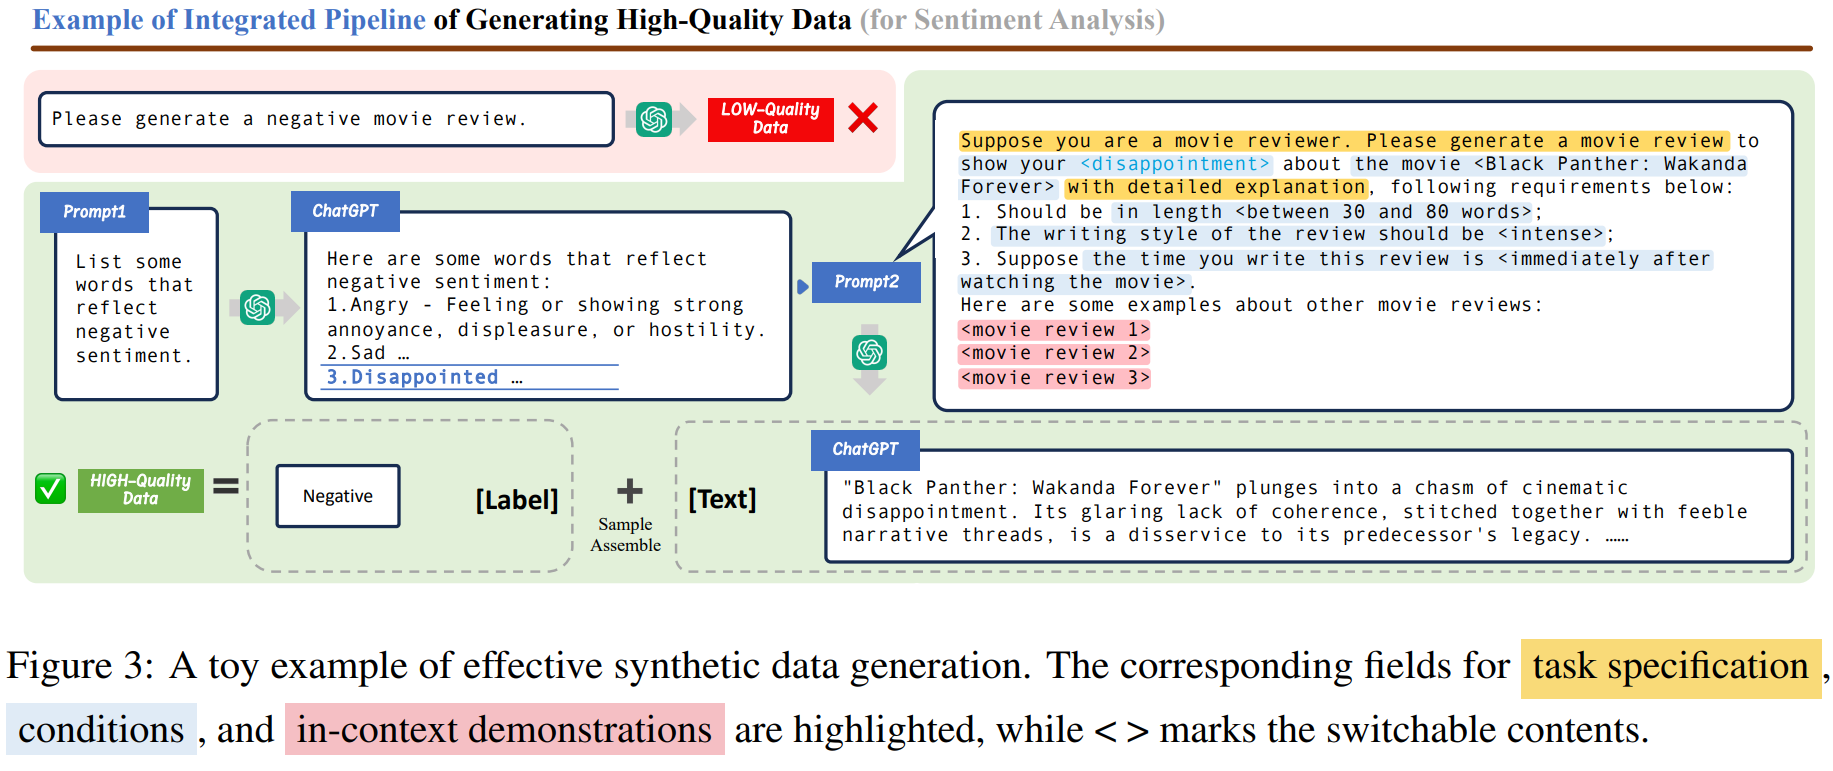 Example of Integrated Pipeline of Generating High-Quality Data (for Sentiment Analysis)
Please generate a negative movie review.
LOW-Quality
Data
Prompt1
List some
words that
reflect
negative
sentiment.
ChatGPT
Here are some words that reflect
negative sentiment:
1.Angry - Feeling or showing strong
annoyance, displeasure, or hostility.
2.Sad …
3.Disappointed …
Prompt2
Suppose you are a movie reviewer. Please generate a movie review to
show your <disappointment> about the movie <Black Panther: Wakanda
Forever> with detailed explanation, following requirements below:
1. Should be in length <between 30 and 80 words>;
2. The writing style of the review should be <intense>;
3. Suppose the time you write this review is <immediately after
watching the movie>.
Here are some examples about other movie reviews:
<movie review 1>
<movie review 2>
<movie review 3>
HIGH-Quality
Data
=
Negative
[Label]
+
Sample
Assemble
[Text]
ChatGPT
"Black Panther: Wakanda Forever" plunges into a chasm of cinematic
disappointment. Its glaring lack of coherence, stitched together with feeble
narrative threads, is a disservice to its predecessor's legacy. ……
Figure 3: A toy example of effective synthetic data generation. The corresponding fields for task specification,
conditions, and in-context demonstrations are highlighted, while < > marks the switchable contents.